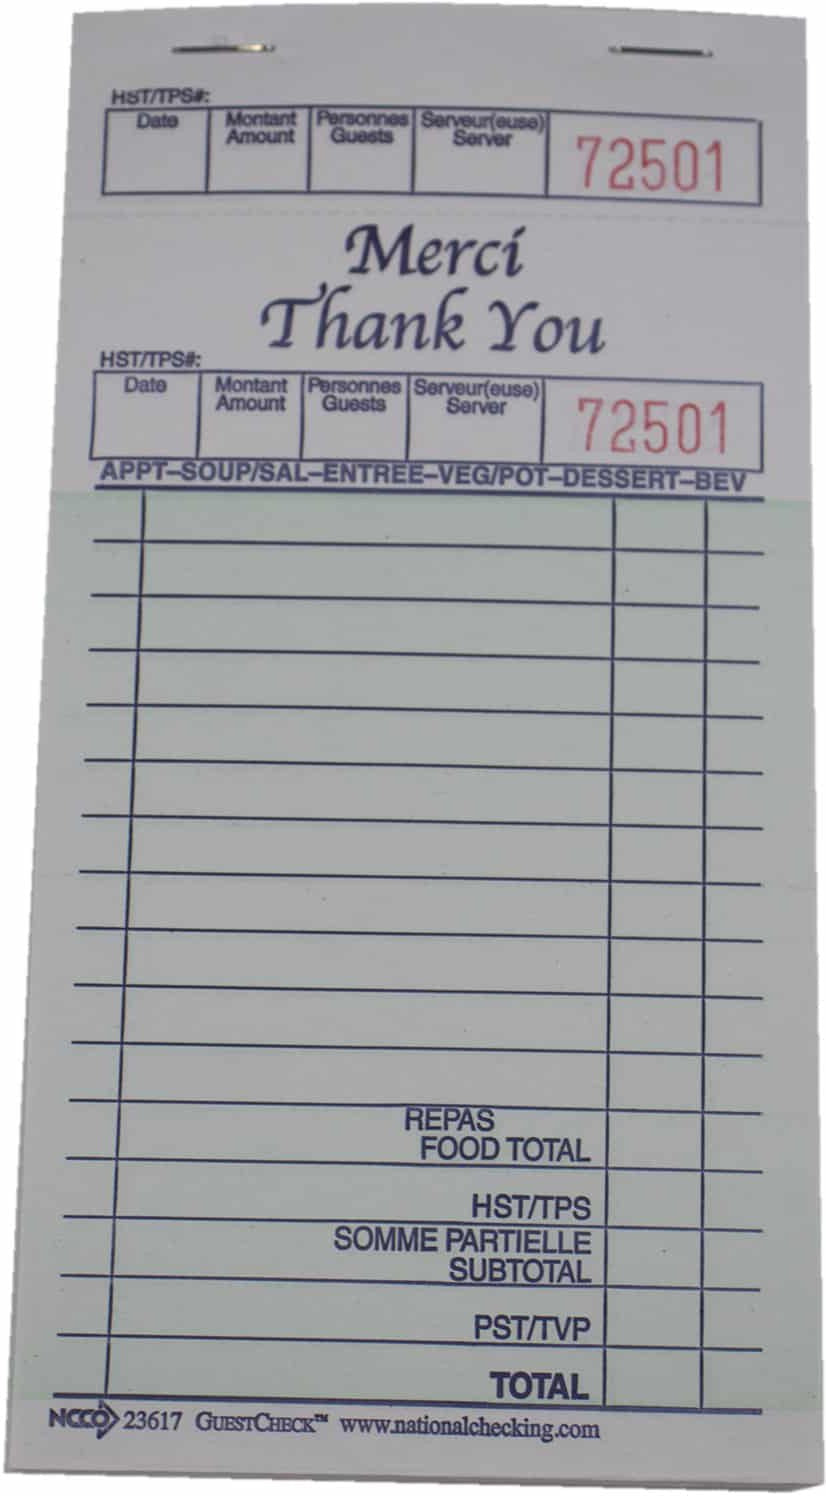 HST/TPS#:
Date Montant Personnes Serveur(euse) 72501
Amount Guests Server
Merci
Thank You
HST/TPS#:
Date Montant Personnes Serveur(euse) 72501
Amount Guests Server
APPT–SOUP/SAL–ENTREE–VEG/POT–DESSERT–BEV
REPAS
FOOD TOTAL
HST/TPS
SOMME PARTIELLE
SUBTOTAL
PST/TVP
TOTAL
NCCO 23617 GUESTCHECK™ www.nationalchecking.com